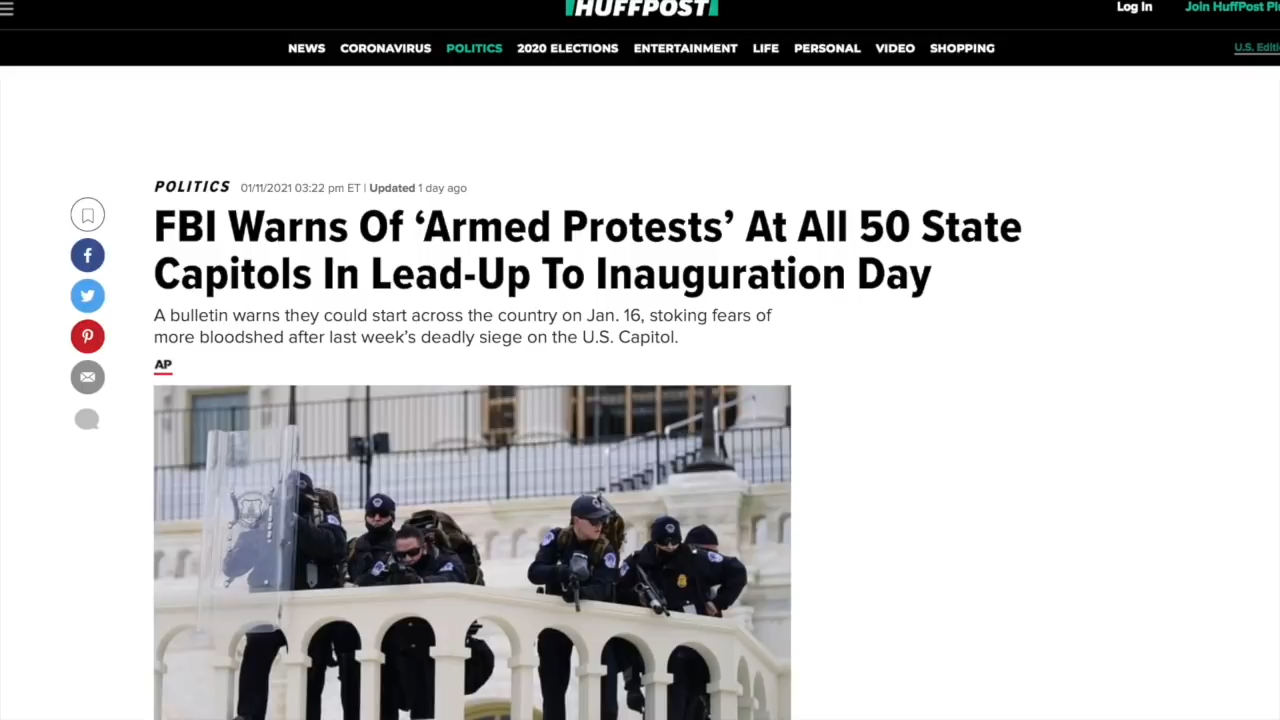 HUFFPOST
Log In
Join HuffPost
NEWS CORONAVIRUS POLITICS 2020 ELECTIONS ENTERTAINMENT LIFE PERSONAL VIDEO SHOPPING
U.S.
POLITICS 01/11/2021 03:22 pm ET | Updated 1 day ago
FBI Warns Of ‘Armed Protests’ At All 50 State
Capitols In Lead-Up To Inauguration Day
A bulletin warns they could start across the country on Jan. 16, stoking fears of
more bloodshed after last week’s deadly siege on the U.S. Capitol.
AP